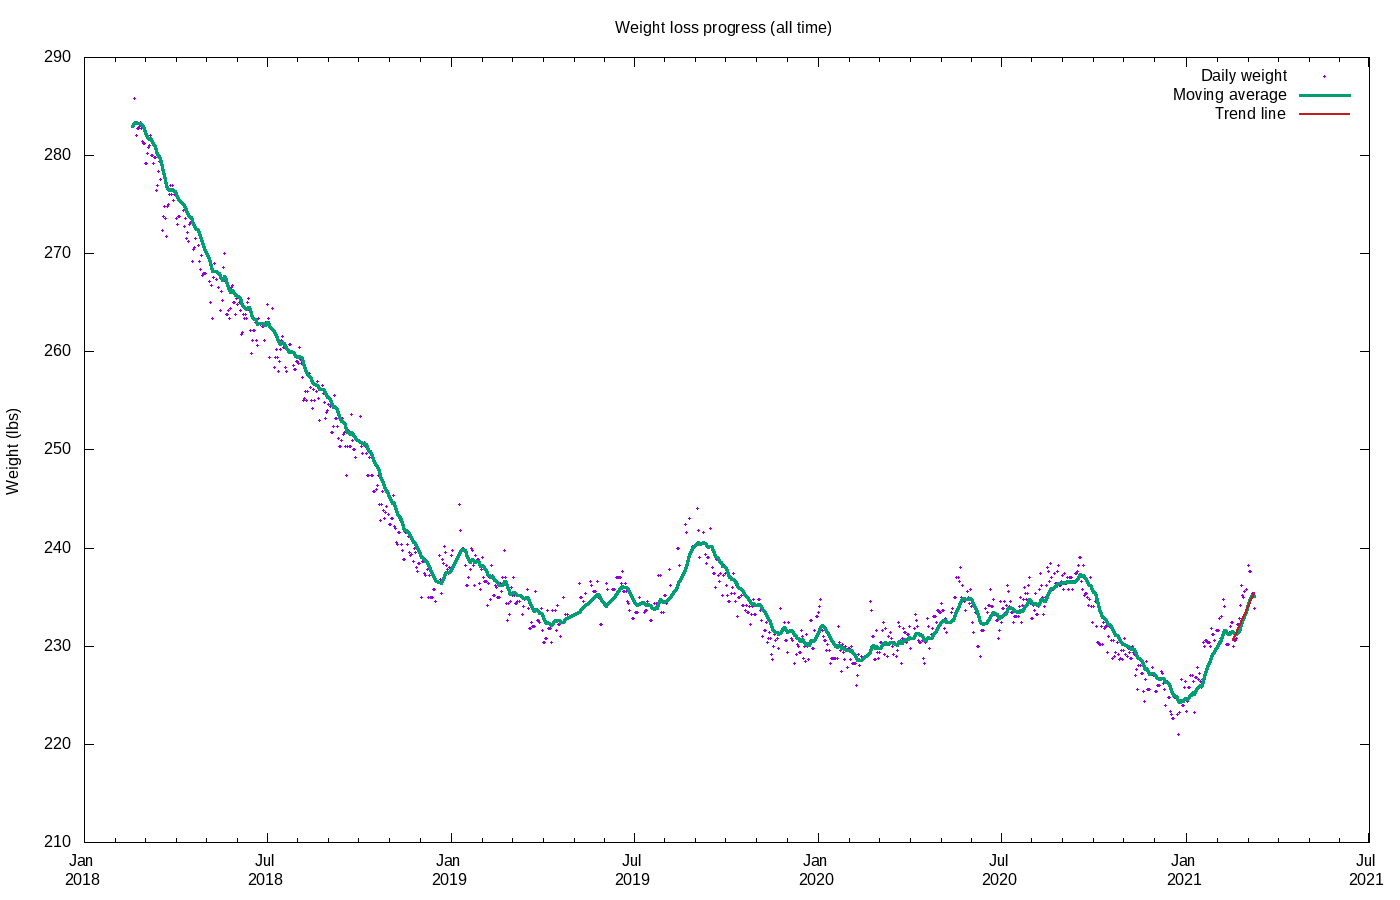 Weight loss progress (all time)
Daily weight
Moving average
Trend line
Weight (lbs)
290
280
270
260
250
240
230
220
210
Jan Jul Jan Jul Jan Jul Jan Jul
2018 2018 2019 2019 2020 2020 2021 2021